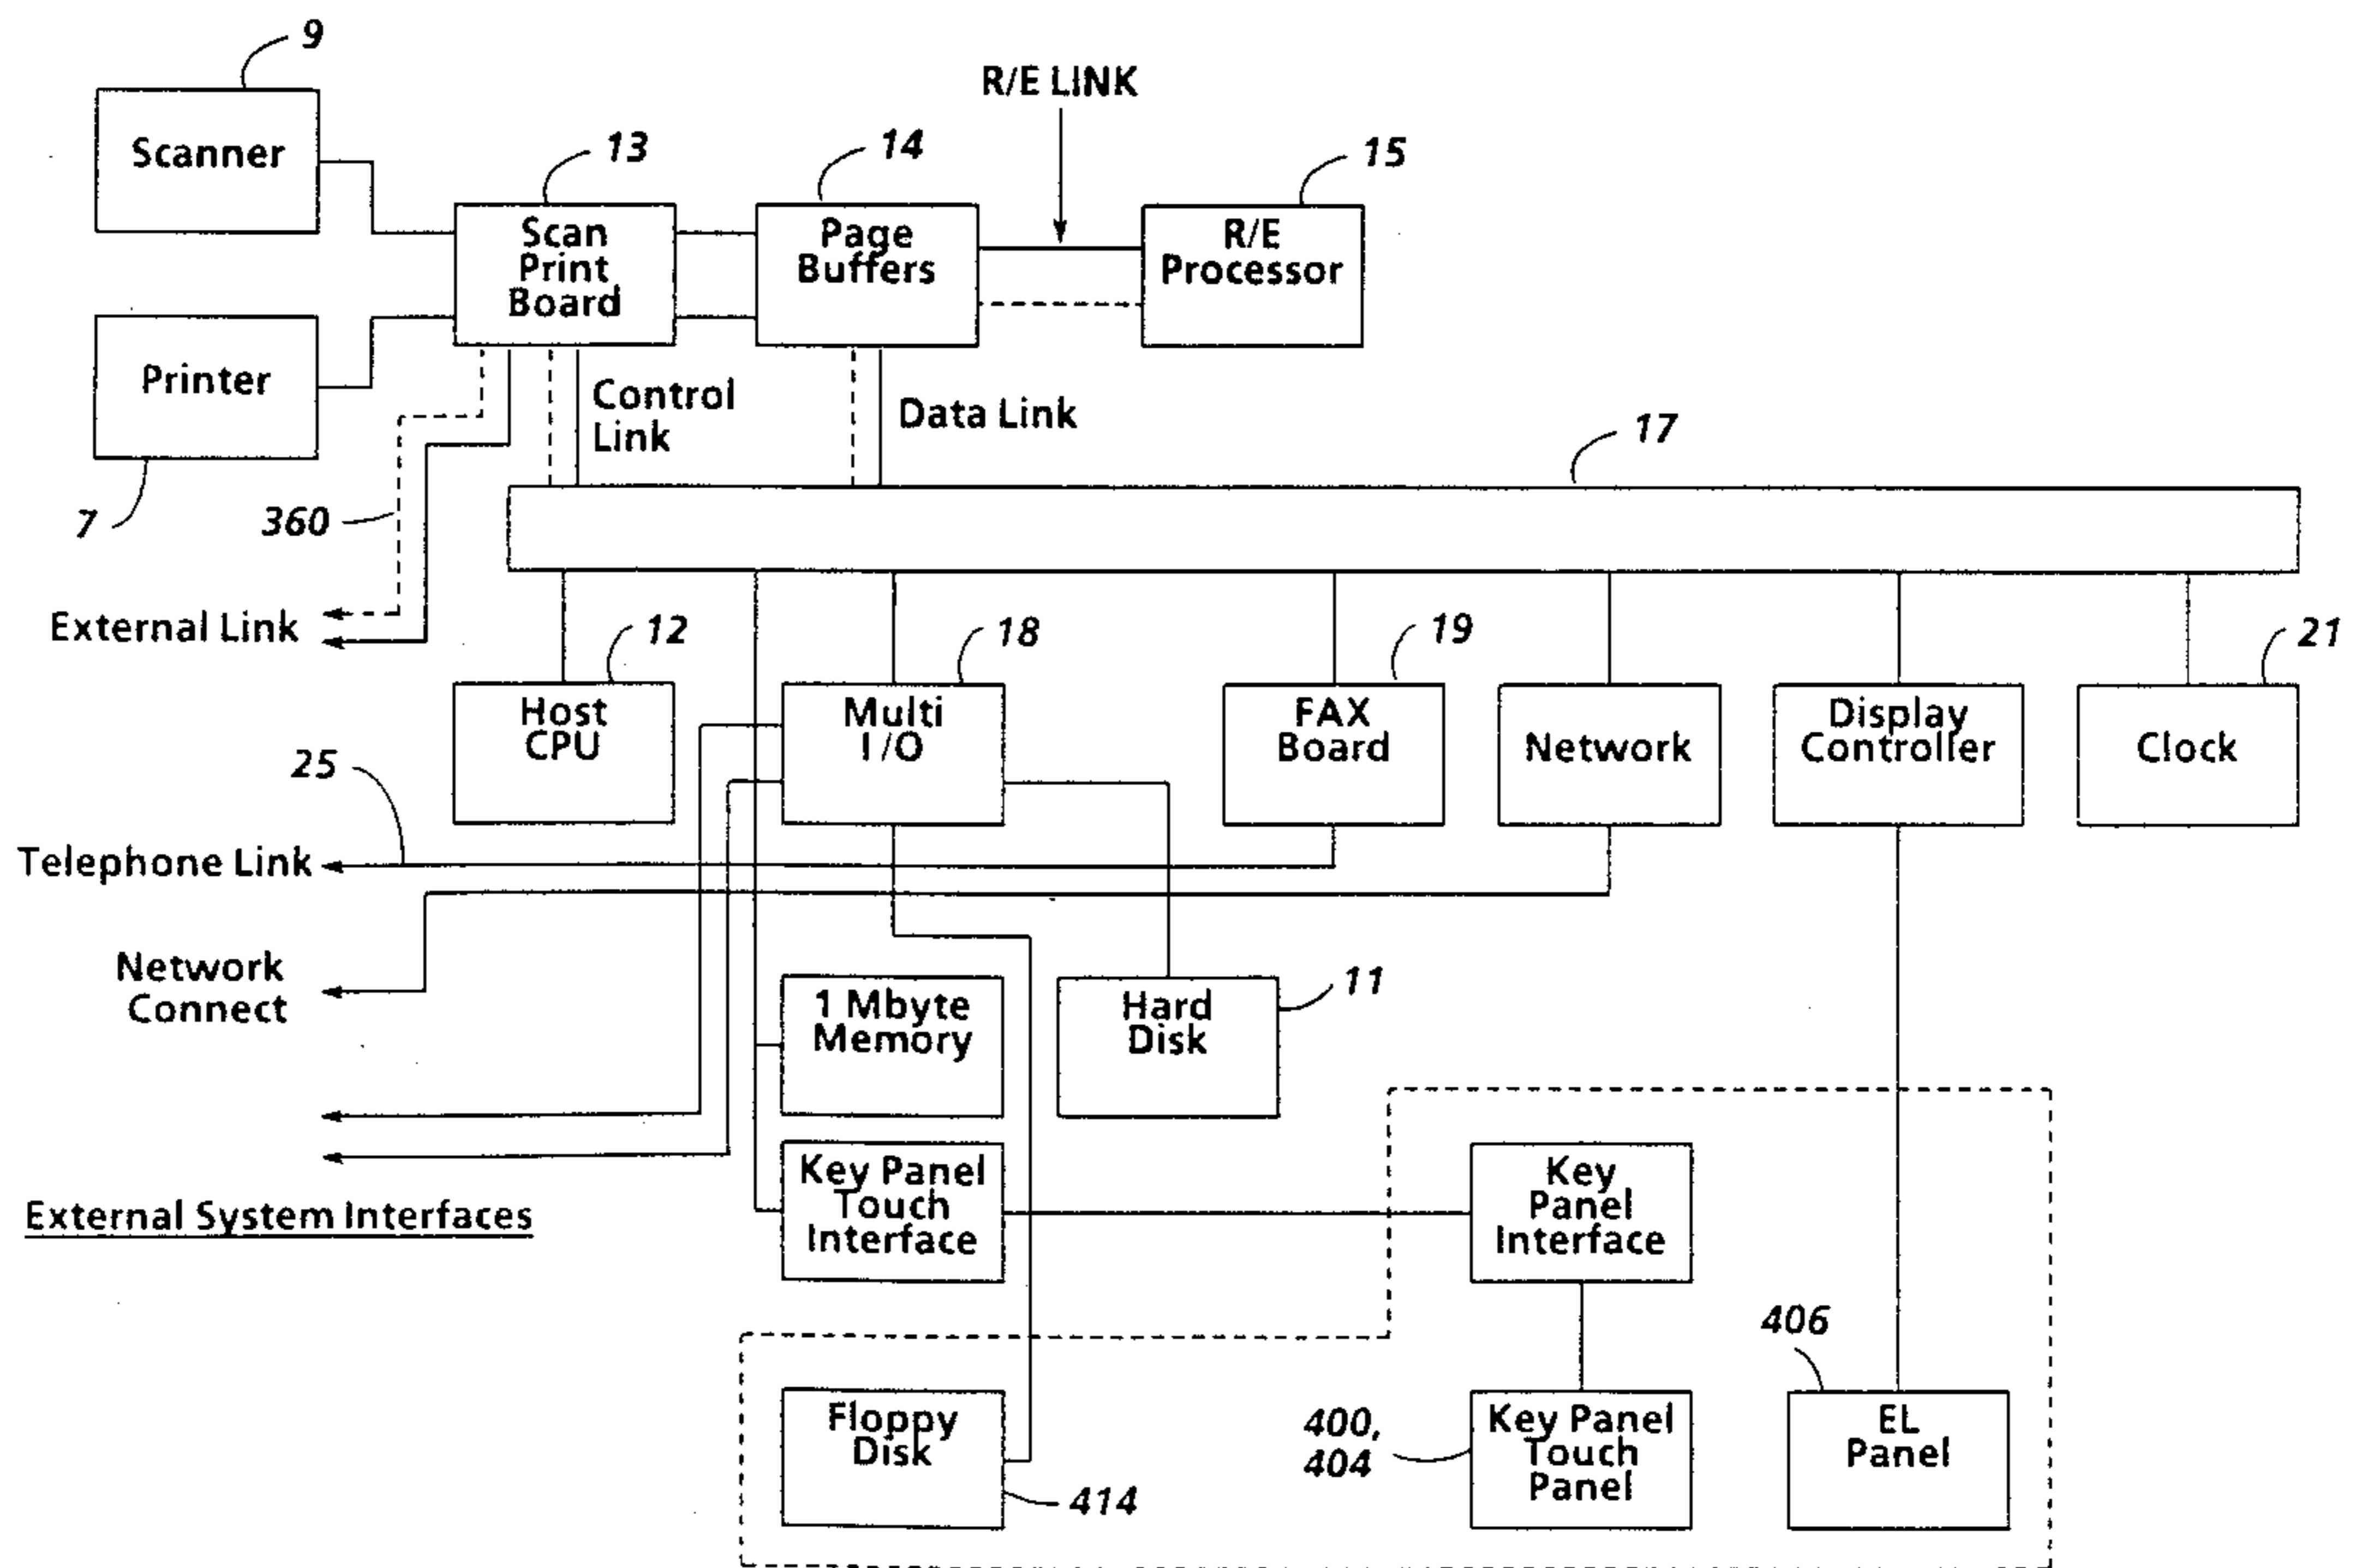 9
R/E LINK
13
14
15
Scanner
Scan
Print
Board
Page
Buffers
R/E
Processor
Printer
Control
Link
Data Link
17
7
360
External Link
12
18
19
21
Host
CPU
Multi
I/O
FAX
Board
Network
Display
Controller
Clock
25
Telephone Link
Network
Connect
1 Mbyte
Memory
Hard
Disk
11
Key Panel
Touch
Interface
Key
Panel
Interface
External System Interfaces
406
Floppy
Disk
400,
404
Key Panel
Touch
Panel
EL
Panel
414